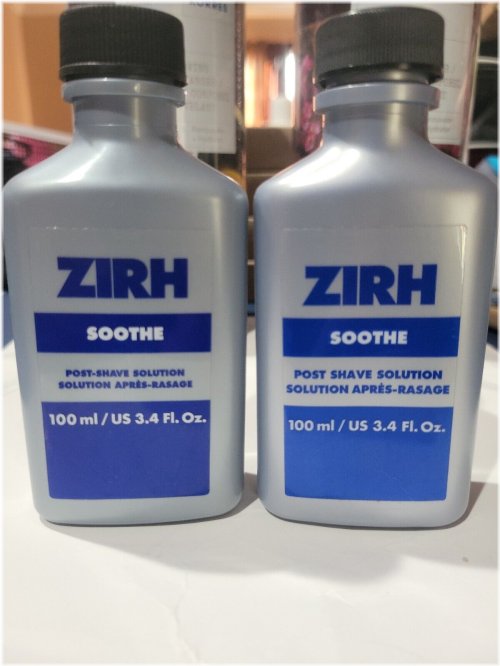 ZIRH
SOOTHE
POST-SHAVE SOLUTION
SOLUTION APRÈS-RASAGE
100 ml / US 3.4 Fl. Oz.
ZIRH
SOOTHE
POST SHAVE SOLUTION
SOLUTION APRÉS-RASAGE
100 ml / US 3.4 Fl. Oz.